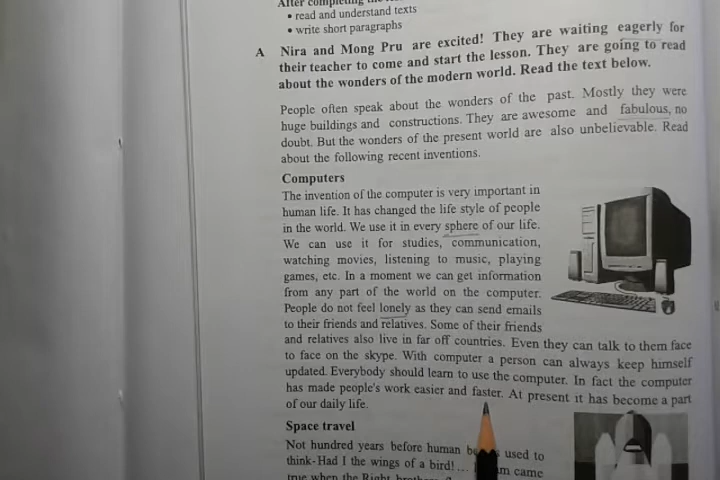 After completing the
• read and understand texts
• write short paragraphs
A Nira and Mong Pru are excited! They are waiting eagerly for
their teacher to come and start the lesson. They are going to read
about the wonders of the modern world. Read the text below.
People often speak about the wonders of the past. Mostly they were
huge buildings and constructions. They are awesome and fabulous, no
doubt. But the wonders of the present world are also unbelievable. Read
about the following recent inventions.
Computers
The invention of the computer is very important in
human life. It has changed the life style of people
in the world. We use it in every sphere of our life.
We can use it for studies, communication,
watching movies, listening to music, playing
games, etc. In a moment we can get information
from any part of the world on the computer.
People do not feel lonely as they can send emails
to their friends and relatives. Some of their friends
and relatives also live in far off countries. Even they can talk to them face
to face on the skype. With computer a person can always keep himself
updated. Everybody should learn to use the computer. In fact the computer
has made people's work easier and faster. At present it has become a part
of our daily life.
Space travel
Not hundred years before human used to
think-Had I the wings of a bird!... came
true when the Right